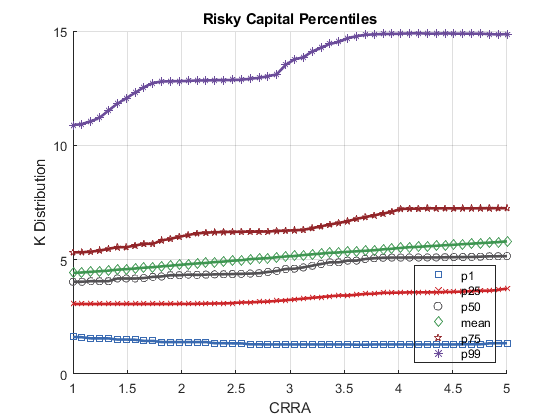 Risky Capital Percentiles
15
10
5
0
K Distribution
p1
p25
p50
mean
p75
p99
1 1.5 2 2.5 3 3.5 4 4.5 5
CRRA